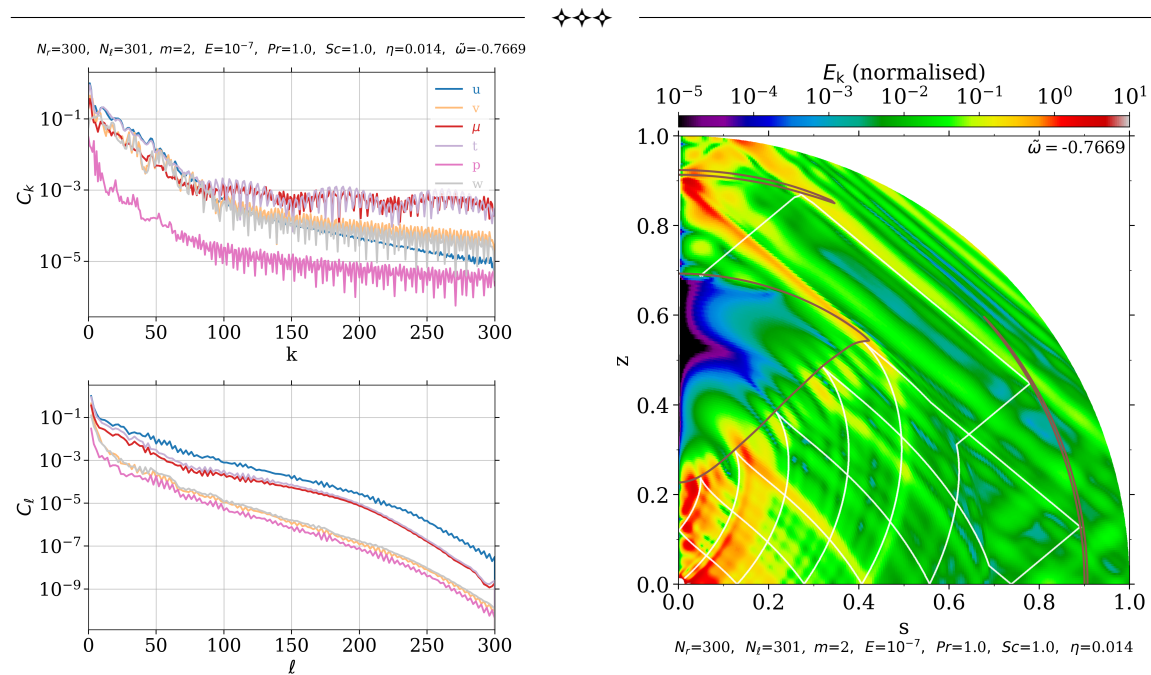 N_r=300, N_ℓ=301, m=2, E=10⁻⁷, Pr=1.0, Sc=1.0, η=0.014, ω̃=-0.7669
C_k
10⁻¹
10⁻³
10⁻⁵
u
v
μ
t
p
w
0 50 100 150 200 250 300
k
C_ℓ
10⁻¹
10⁻³
10⁻⁵
10⁻⁷
10⁻⁹
0 50 100 150 200 250 300
ℓ
E_k (normalised)
10⁻⁵ 10⁻⁴ 10⁻³ 10⁻² 10⁻¹ 10⁰ 10¹
ω̃ = -0.7669
z
1.0
0.8
0.6
0.4
0.2
0.0
0.0 0.2 0.4 0.6 0.8 1.0
s
N_r=300, N_ℓ=301, m=2, E=10⁻⁷, Pr=1.0, Sc=1.0, η=0.014